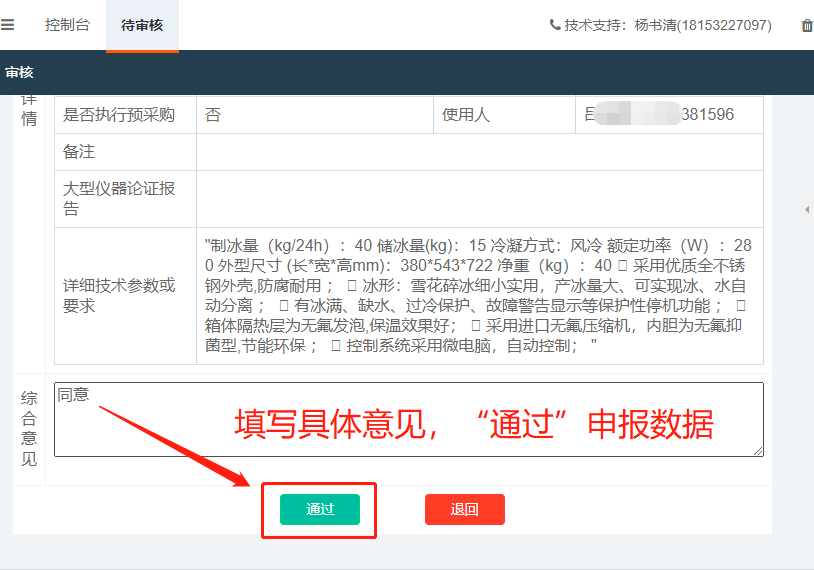 控制台 待审核 技术支持：杨书清(18153227097)
审核
详情
是否执行预采购 否 使用人 381596
备注
大型仪器论证报
告
详细技术参数或
要求
"制冰量（kg/24h）：40 储冰量(kg)：15 冷凝方式：风冷 额定功率（W）：28
0 外型尺寸 (长*宽*高mm)：380*543*722 净重（kg）：40 采用优质全不锈
钢外壳,防腐耐用； 冰形：雪花碎冰细小实用，产冰量大、可实现冰、水自
动分离； 有冰满、缺水、过冷保护、故障警告显示等保护性停机功能；
箱体隔热层为无氟发泡,保温效果好； 采用进口无氟压缩机，内胆为无氟抑
菌型,节能环保； 控制系统采用微电脑，自动控制； "
综合意见
同意
填写具体意见，“通过”申报数据
通过 退回